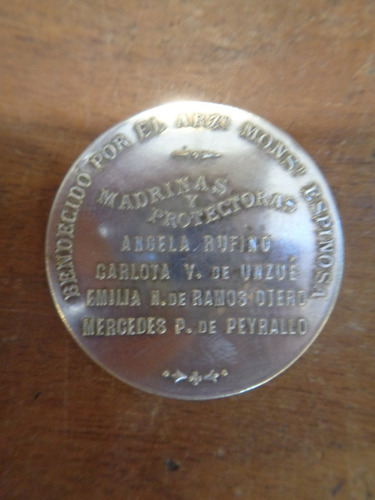 BENDECIDO POR EL ARZº MONSR ESPINOSA
MADRINAS
Y
PROTECTORAS
ANGELA RUFINO
CARLOTA Y. DE UNZUÉ
EMILIA N. DE RAMOS OTERO
MERCEDES P. DE PEYRALLO